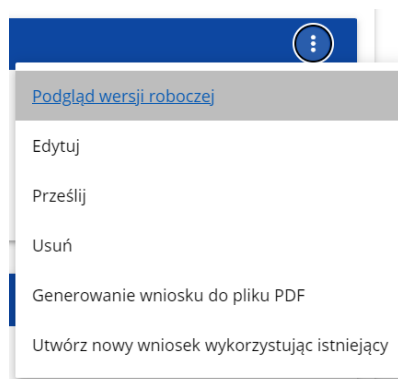 Podgląd wersji roboczej
Edytuj
Prześlij
Usuń
Generowanie wniosku do pliku PDF
Utwórz nowy wniosek wykorzystując istniejący